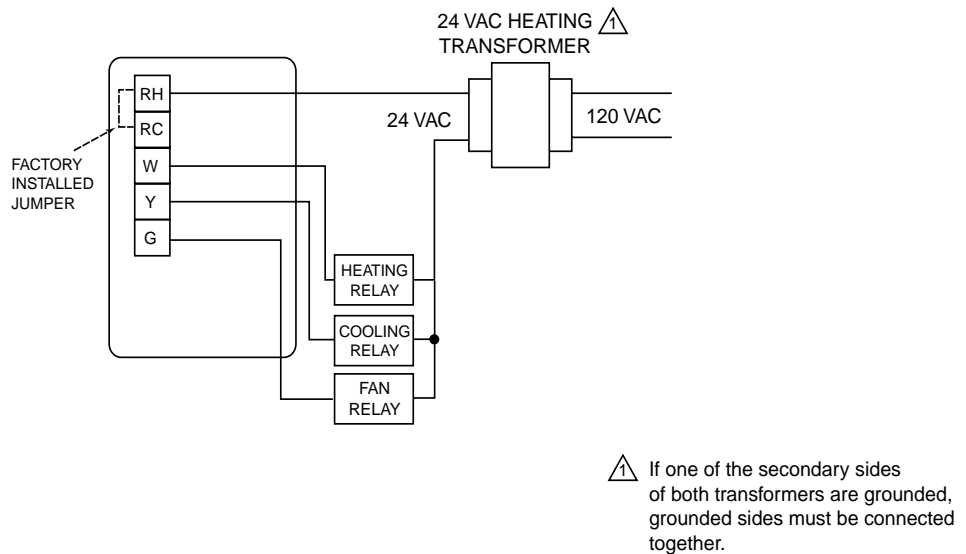 24 VAC HEATING 1
TRANSFORMER
RH
RC
W
Y
G
24 VAC
120 VAC
FACTORY
INSTALLED
JUMPER
HEATING
RELAY
COOLING
RELAY
FAN
RELAY
1 If one of the secondary sides
of both transformers are grounded,
grounded sides must be connected
together.